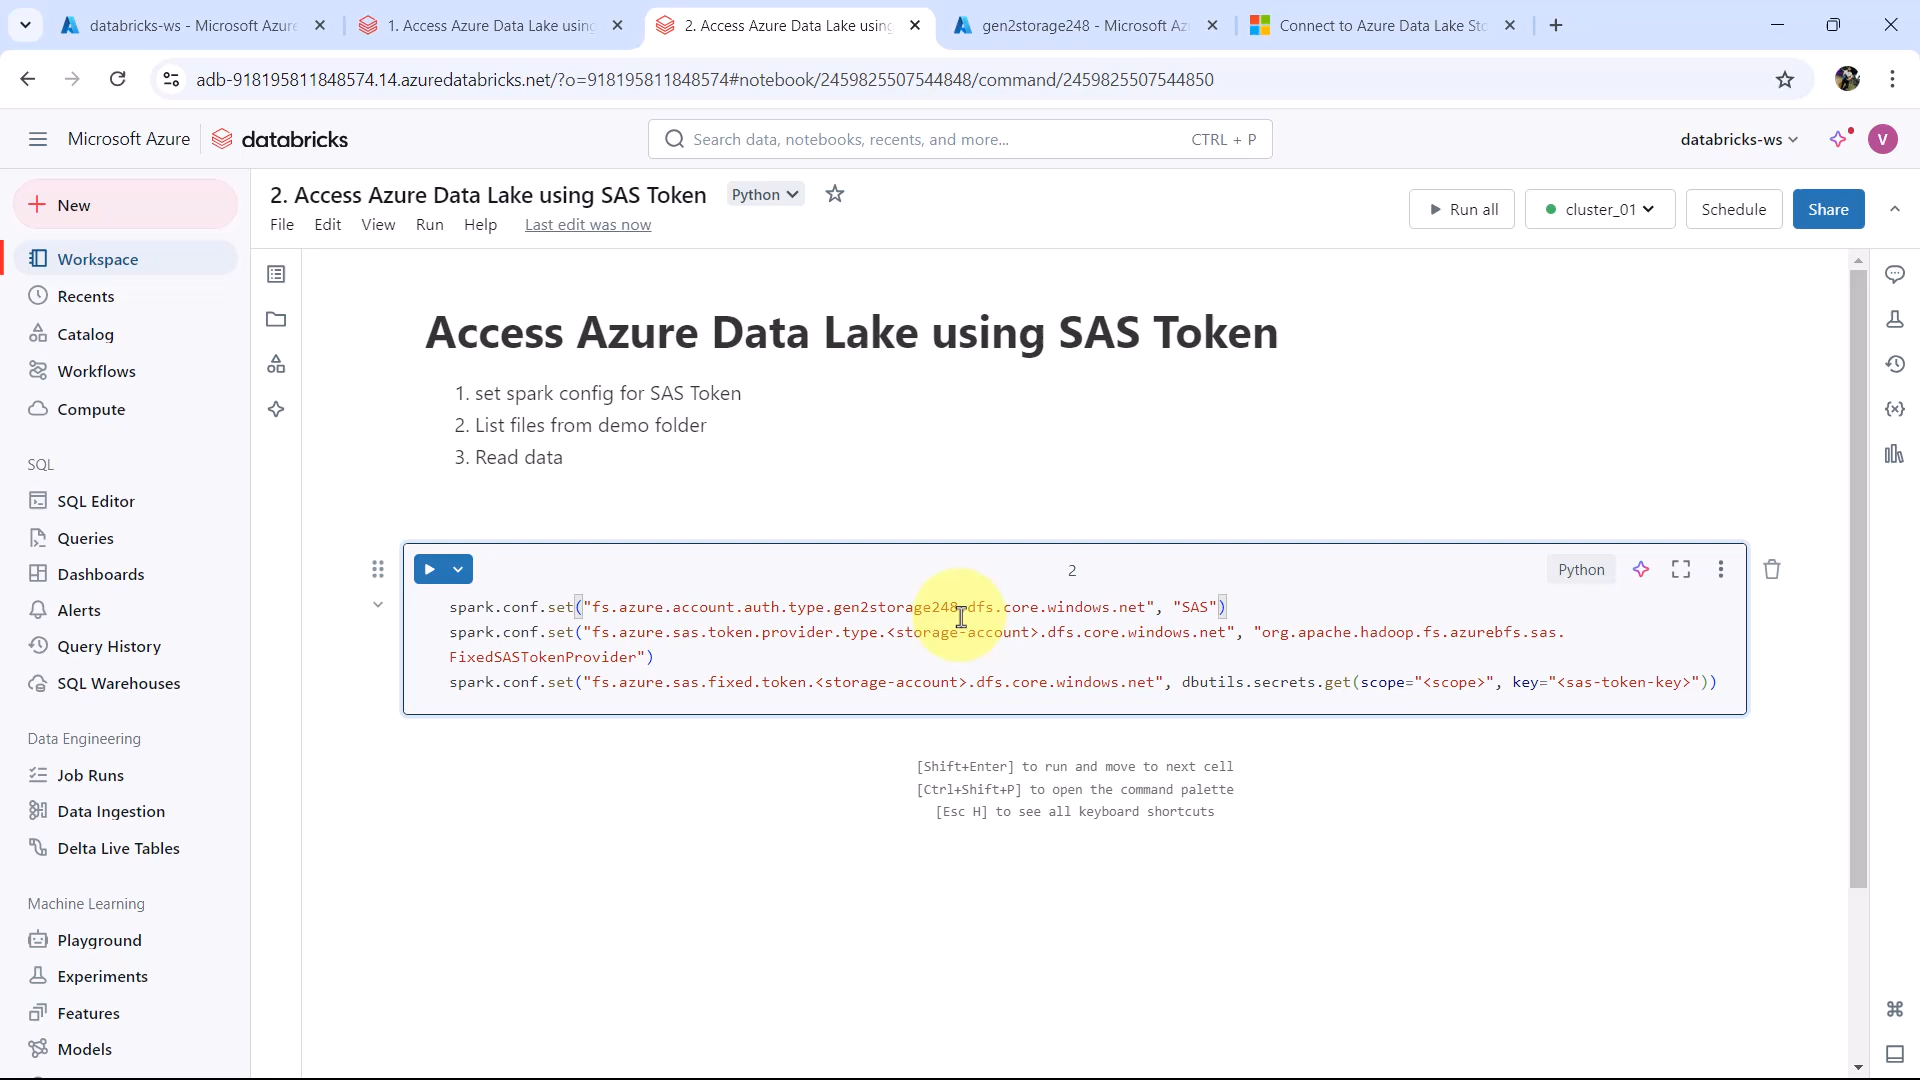 databricks-ws - Microsoft Azure
1. Access Azure Data Lake using
2. Access Azure Data Lake using
gen2storage248 - Microsoft Az
Connect to Azure Data Lake Sto
adb-918195811848574.14.azuredatabricks.net/?o=918195811848574#notebook/2459825507544848/command/2459825507544850
Microsoft Azure
databricks
Search data, notebooks, recents, and more...
CTRL + P
databricks-ws
V
New
Workspace
Recents
Catalog
Workflows
Compute
SQL
SQL Editor
Queries
Dashboards
Alerts
Query History
SQL Warehouses
Data Engineering
Job Runs
Data Ingestion
Delta Live Tables
Machine Learning
Playground
Experiments
Features
Models
2. Access Azure Data Lake using SAS Token
Python
File
Edit
View
Run
Help
Last edit was now
Run all
cluster_01
Schedule
Share
Access Azure Data Lake using SAS Token
1. set spark config for SAS Token
2. List files from demo folder
3. Read data
2
Python
spark.conf.set("fs.azure.account.auth.type.gen2storage248.dfs.core.windows.net", "SAS")
spark.conf.set("fs.azure.sas.token.provider.type.<storage-account>.dfs.core.windows.net", "org.apache.hadoop.fs.azurebfs.sas.
FixedSASTokenProvider")
spark.conf.set("fs.azure.sas.fixed.token.<storage-account>.dfs.core.windows.net", dbutils.secrets.get(scope="<scope>", key="<sas-token-key>"))
[Shift+Enter] to run and move to next cell
[Ctrl+Shift+P] to open the command palette
[Esc H] to see all keyboard shortcuts